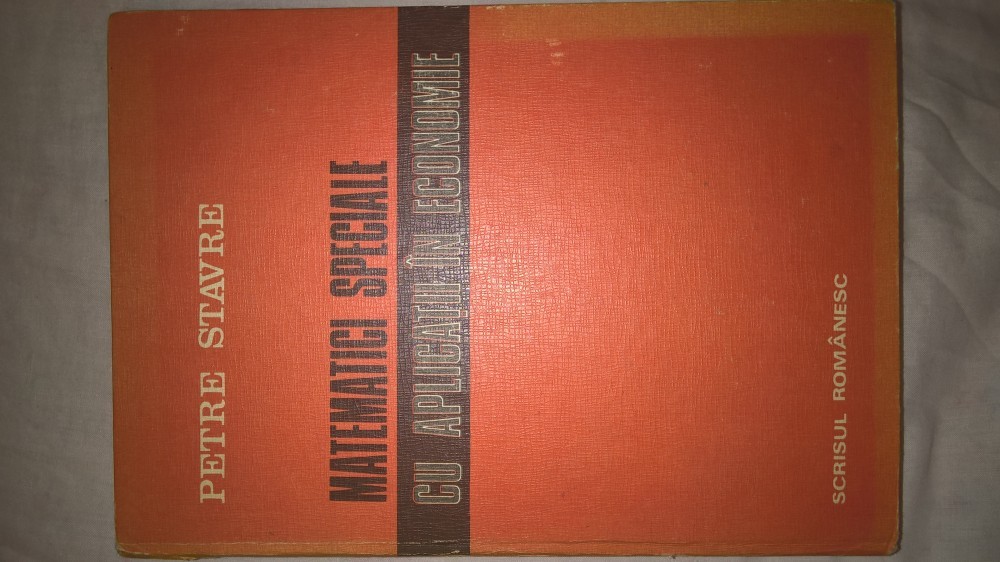 PETRE STAVRE
MATEMATICI SPECIALE
CU APLICAȚII ÎN ECONOMIE
SCRISUL ROMÂNESC